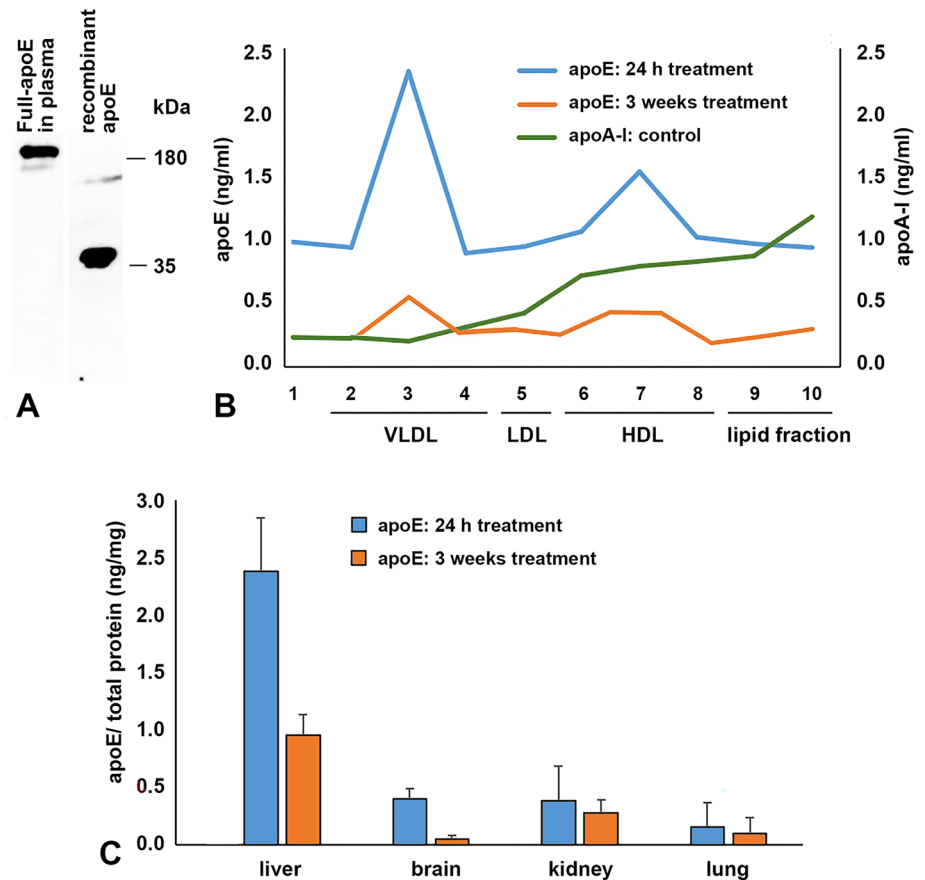 Full-apoE
in plasma
recombinant
apoE
kDa
180
35
A
2.5
2.0
1.5
1.0
0.5
0.0
apoE (ng/ml)
apoE: 24 h treatment
apoE: 3 weeks treatment
apoA-I: control
2.5
2.0
1.5
1.0
0.5
0.0
apoA-I (ng/ml)
1 2 3 4 5 6 7 8 9 10
VLDL LDL HDL lipid fraction
B
3.0
2.5
2.0
1.5
1.0
0.5
0.0
apoE/ total protein (ng/mg)
apoE: 24 h treatment
apoE: 3 weeks treatment
liver brain kidney lung
C